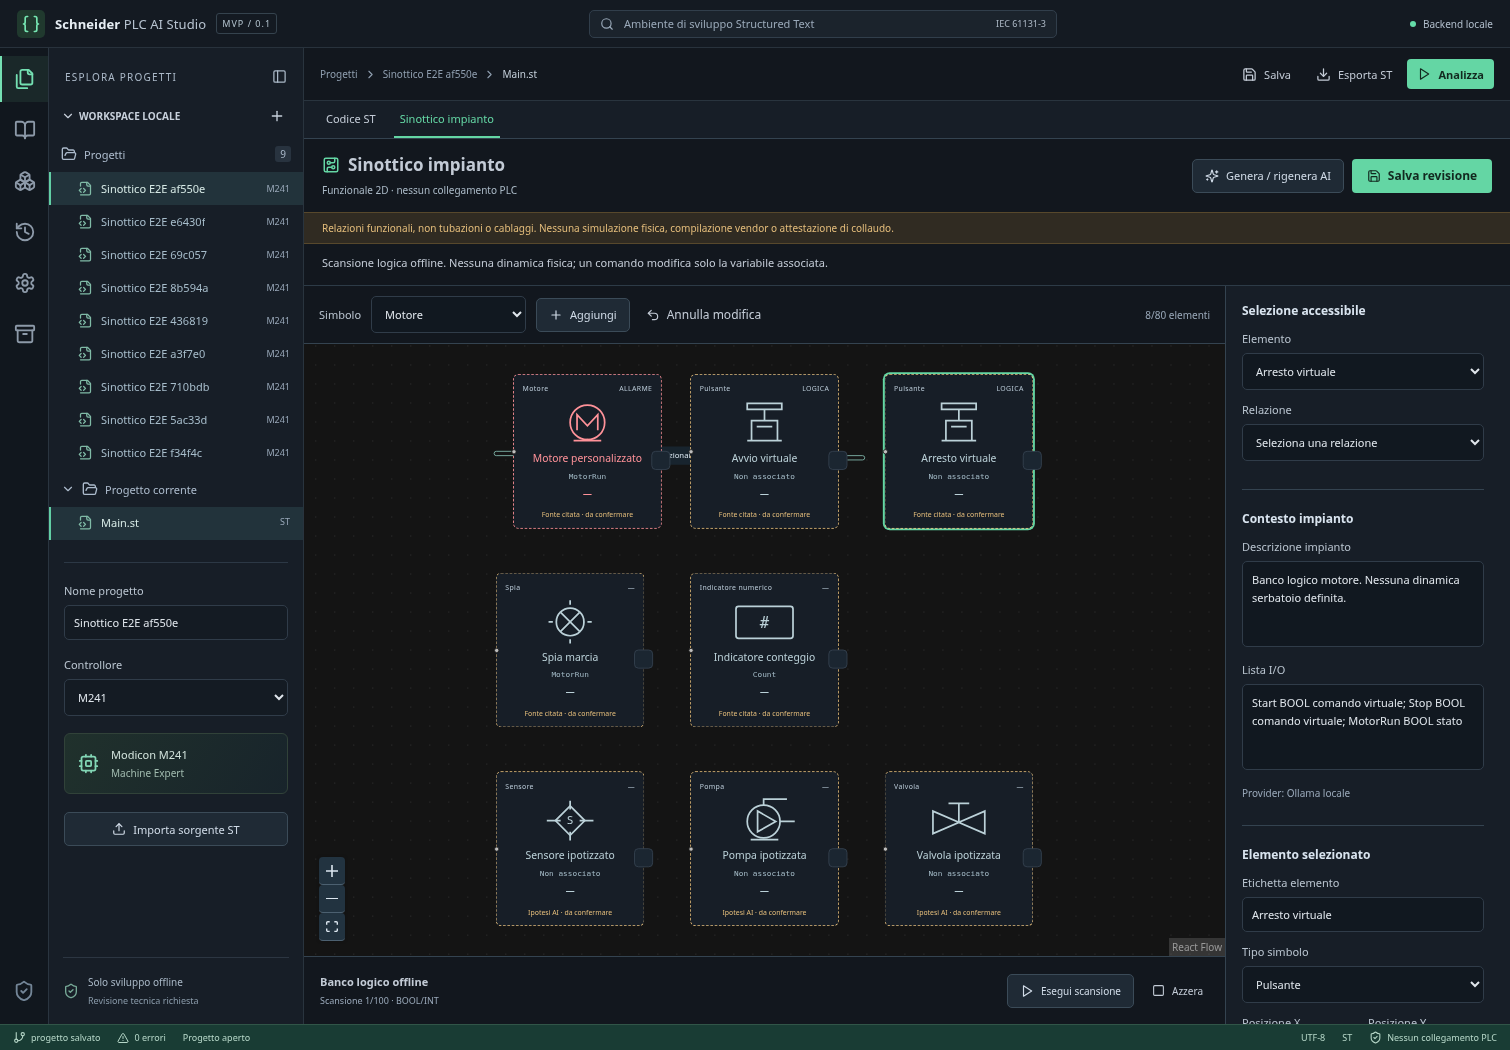 { } Schneider PLC AI Studio MVP / 0.1
Ambiente di sviluppo Structured Text IEC 61131-3
Backend locale
ESPLORA PROGETTI
WORKSPACE LOCALE
Progetti 9
Sinottico E2E af550e M241
Sinottico E2E e6430f M241
Sinottico E2E 69c057 M241
Sinottico E2E 8b594a M241
Sinottico E2E 436819 M241
Sinottico E2E a3f7e0 M241
Sinottico E2E 710bdb M241
Sinottico E2E 5ac33d M241
Sinottico E2E f34f4c M241
Progetto corrente
Main.st ST
Nome progetto
Sinottico E2E af550e
Controllore
M241
Modicon M241
Machine Expert
Importa sorgente ST
Solo sviluppo offline
Revisione tecnica richiesta
Progetti Sinottico E2E af550e Main.st
Salva Esporta ST Analizza
Codice ST Sinottico impianto
Sinottico impianto
Funzionale 2D · nessun collegamento PLC
Genera / rigenera AI Salva revisione
Relazioni funzionali, non tubazioni o cablaggi. Nessuna simulazione fisica, compilazione vendor o attestazione di collaudo.
Scansione logica offline. Nessuna dinamica fisica; un comando modifica solo la variabile associata.
Simbolo Motore Aggiungi Annulla modifica 8/80 elementi
Motore ALLARME
M
Motore personalizzato
MotorRun
—
Fonte citata · da confermare
zional
Pulsante LOGICA
Avvio virtuale
Non associato
—
Fonte citata · da confermare
Pulsante LOGICA
Arresto virtuale
Non associato
—
Fonte citata · da confermare
Spia —
Spia marcia
MotorRun
—
Fonte citata · da confermare
Indicatore numerico —
#
Indicatore conteggio
Count
—
Fonte citata · da confermare
Sensore —
S
Sensore ipotizzato
Non associato
—
Ipotesi AI · da confermare
Pompa —
Pompa ipotizzata
Non associato
—
Ipotesi AI · da confermare
Valvola —
Valvola ipotizzata
Non associato
—
Ipotesi AI · da confermare
React Flow
Banco logico offline
Scansione 1/100 · BOOL/INT
Esegui scansione Azzera
Selezione accessibile
Elemento
Arresto virtuale
Relazione
Seleziona una relazione
Contesto impianto
Descrizione impianto
Banco logico motore. Nessuna dinamica
serbatoio definita.
Lista I/O
Start BOOL comando virtuale; Stop BOOL
comando virtuale; MotorRun BOOL stato
Provider: Ollama locale
Elemento selezionato
Etichetta elemento
Arresto virtuale
Tipo simbolo
Pulsante
Posizione X Posizione Y
progetto salvato 0 errori Progetto aperto
UTF-8 ST Nessun collegamento PLC